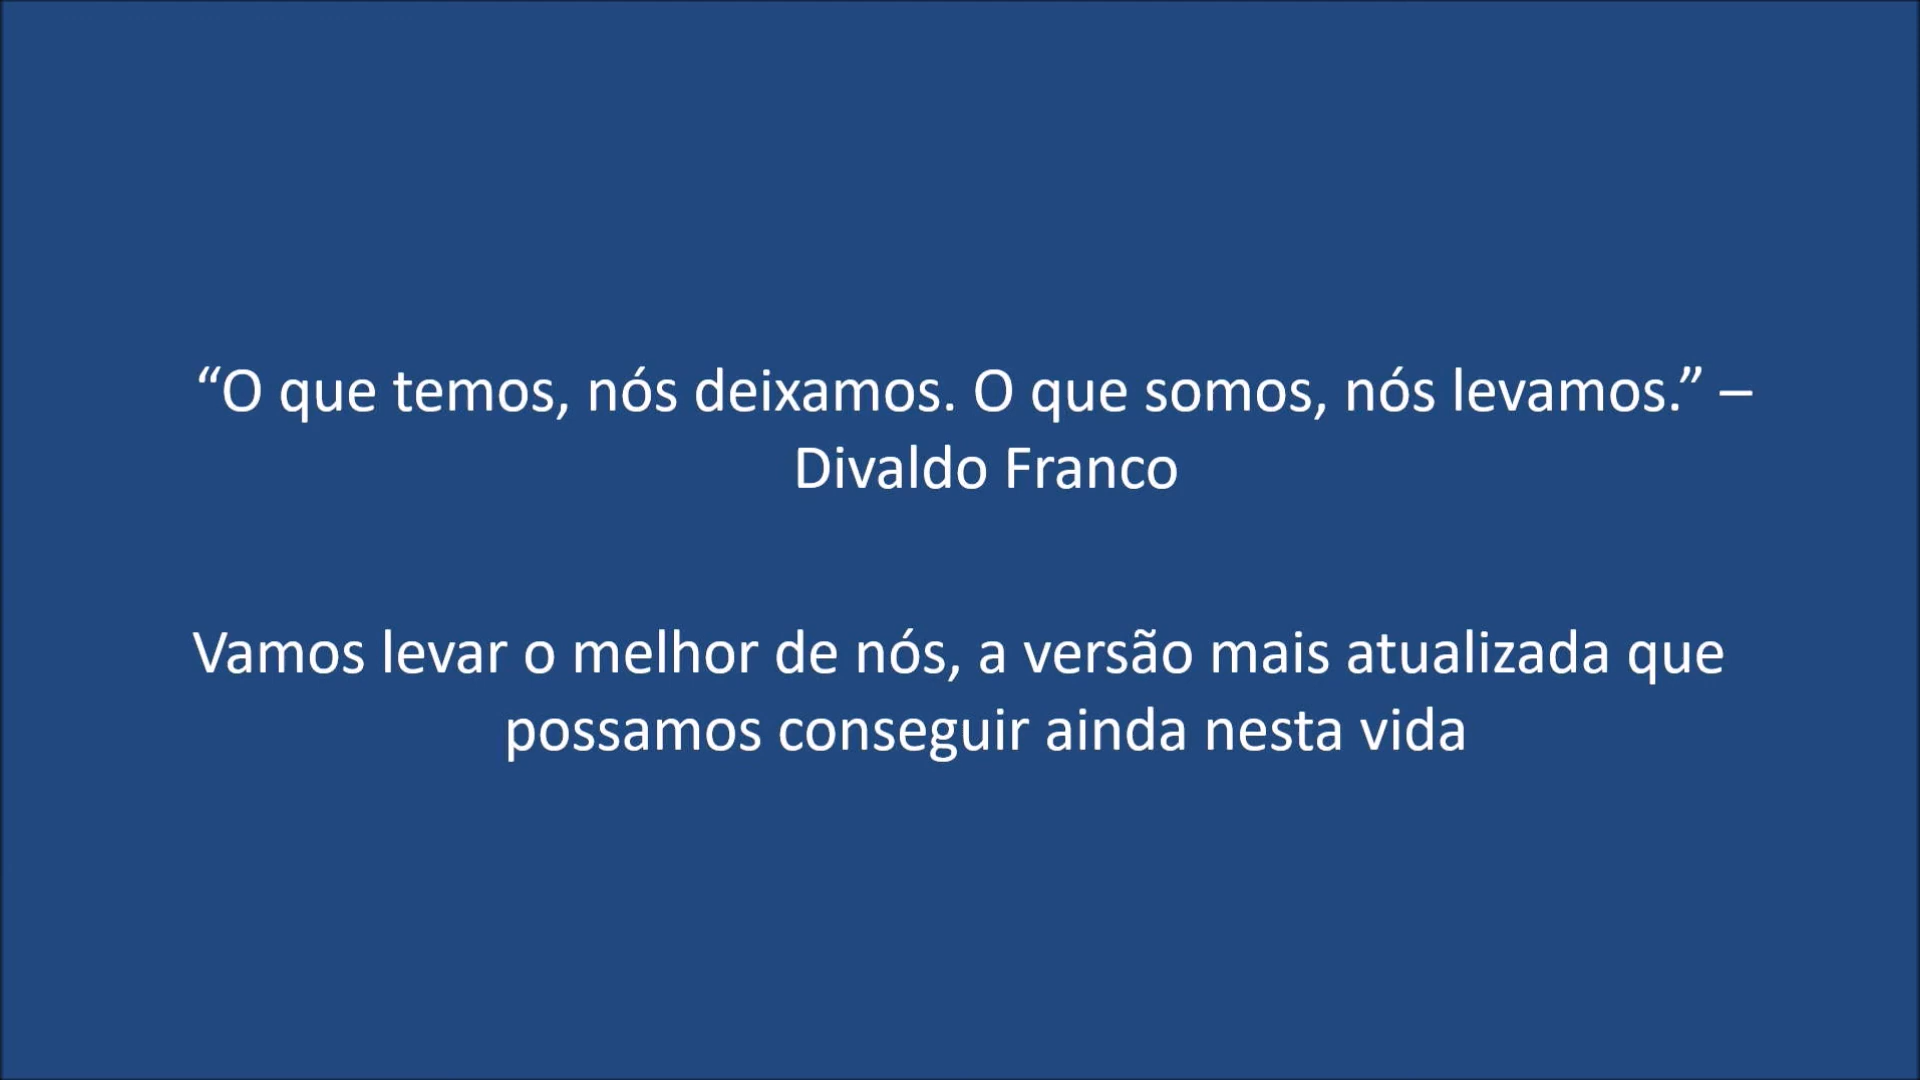 “O que temos, nós deixamos. O que somos, nós levamos.” –
Divaldo Franco
Vamos levar o melhor de nós, a versão mais atualizada que
possamos conseguir ainda nesta vida